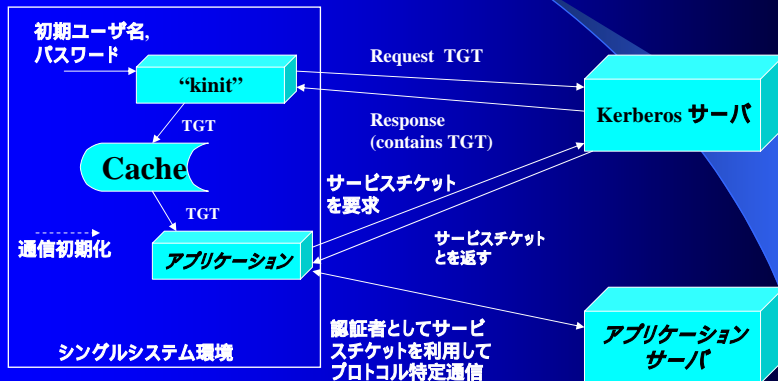 初期ユーザ名,
パスワード
“kinit”
Request TGT
Kerberos サーバ
TGT
Response
(contains TGT)
Cache
サービスチケット
を要求
TGT
通信初期化
サービスチケット
とを返す
アプリケーション
認証者としてサービ
スチケットを利用して
プロトコル特定通信
アプリケーション
サーバ
シングルシステム環境